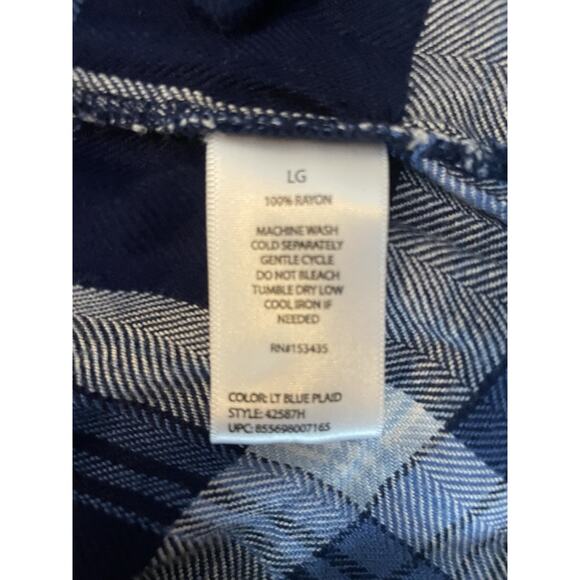 LG
100% RAYON
MACHINE WASH
COLD SEPARATELY
GENTLE CYCLE
DO NOT BLEACH
TUMBLE DRY LOW
COOL IRON IF
NEEDED
RN#153435
COLOR: LT BLUE PLAID
STYLE: 42587H
UPC: 855698007165